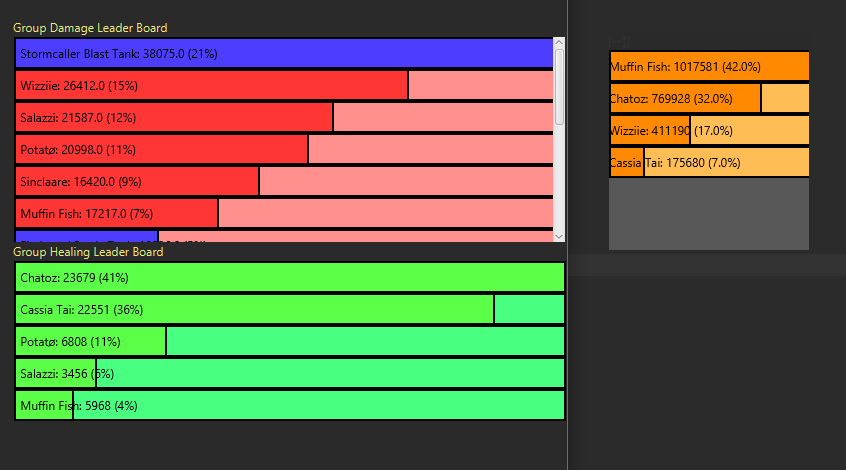 Group Damage Leader Board
Stormcaller Blast Tank: 38075.0 (21%)
Wizziie: 26412.0 (15%)
Salazzi: 21587.0 (12%)
Potatø: 20998.0 (11%)
Sinclaare: 16420.0 (9%)
Muffin Fish: 17217.0 (7%)
Group Healing Leader Board
Chatoz: 23679 (41%)
Cassia Tai: 22551 (36%)
Potatø: 6808 (11%)
Salazzi: 3456 (6%)
Muffin Fish: 5968 (4%)
Muffin Fish: 1017581 (42.0%)
Chatoz: 769928 (32.0%)
Wizziie: 411190 (17.0%)
Cassia Tai: 175680 (7.0%)